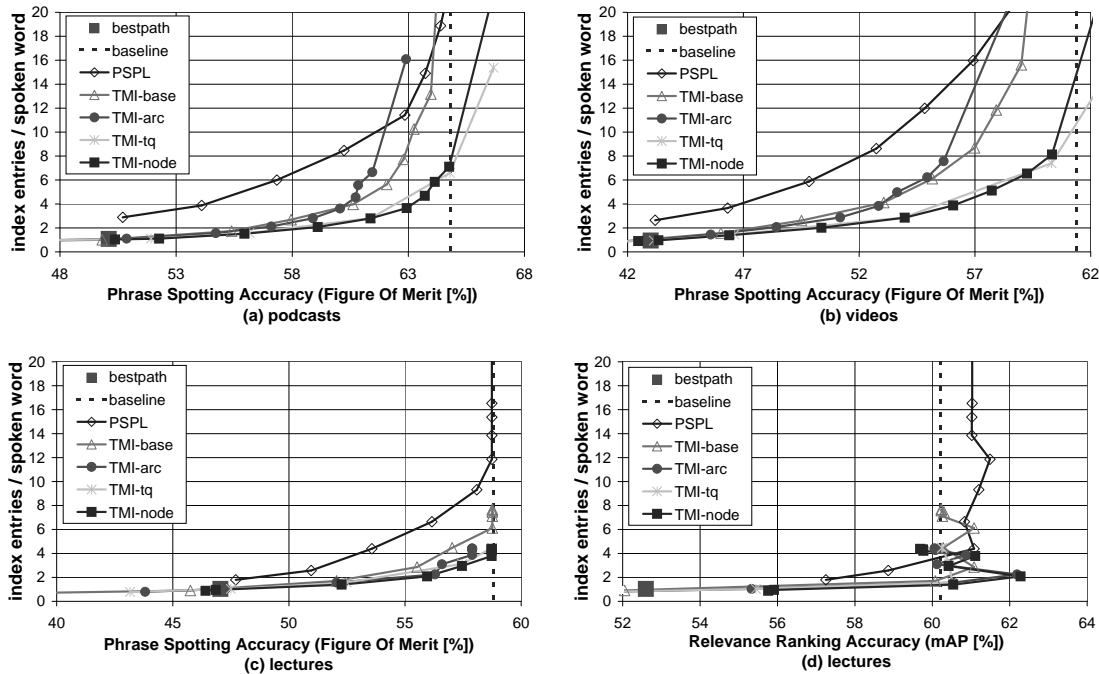 index entries / spoken word
20
18
16
14
12
10
8
6
4
2
0
bestpath
baseline
PSPL
TMI-base
TMI-arc
TMI-tq
TMI-node
48 53 58 63 68
Phrase Spotting Accuracy (Figure Of Merit [%])
(a) podcasts
index entries / spoken word
20
18
16
14
12
10
8
6
4
2
0
bestpath
baseline
PSPL
TMI-base
TMI-arc
TMI-tq
TMI-node
42 47 52 57 62
Phrase Spotting Accuracy (Figure Of Merit [%])
(b) videos
index entries / spoken word
20
18
16
14
12
10
8
6
4
2
0
bestpath
baseline
PSPL
TMI-base
TMI-arc
TMI-tq
TMI-node
40 45 50 55 60
Phrase Spotting Accuracy (Figure Of Merit [%])
(c) lectures
index entries / spoken word
20
18
16
14
12
10
8
6
4
2
0
bestpath
baseline
PSPL
TMI-base
TMI-arc
TMI-tq
TMI-node
52 54 56 58 60 62 64
Relevance Ranking Accuracy (mAP [%])
(d) lectures